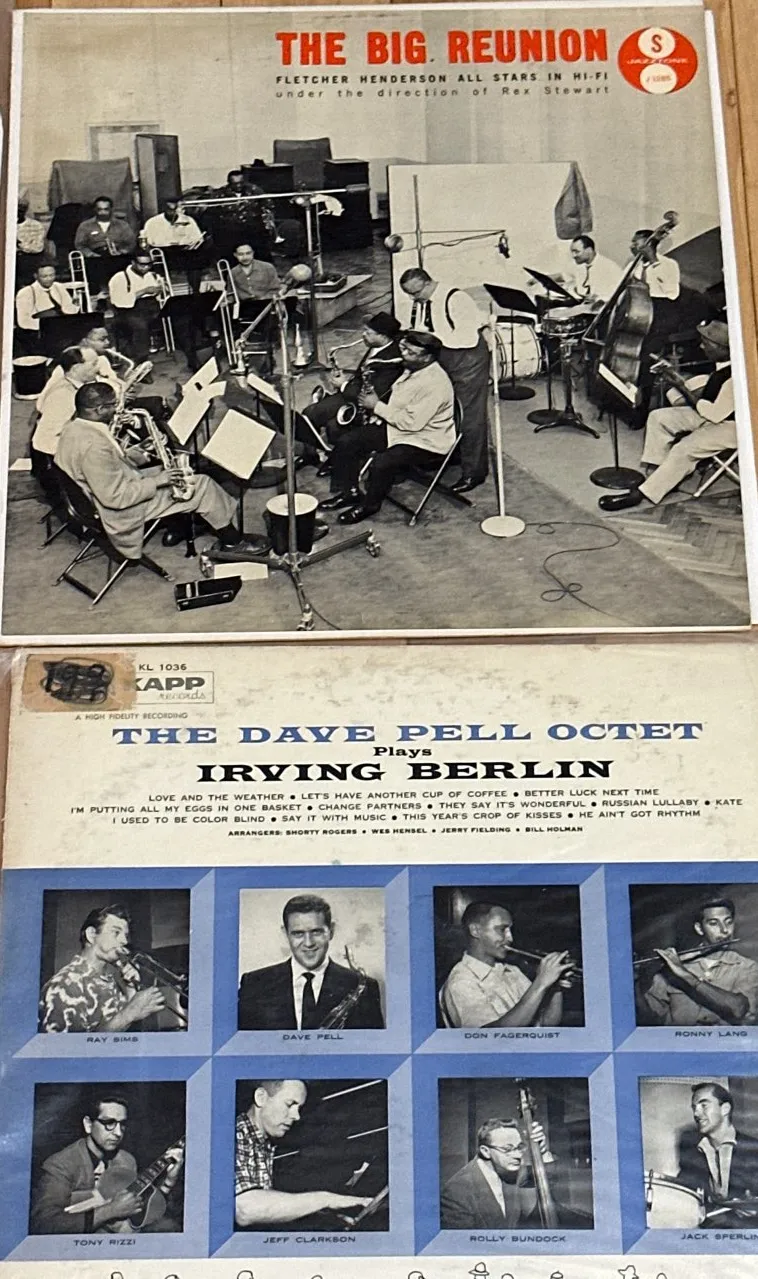 THE BIG REUNION
FLETCHER HENDERSON ALL STARS IN HI-FI
under the direction of Rex Stewart
S
JAZZTONE
KL 1036
KAPP
records
A HIGH FIDELITY RECORDING
THE DAVE PELL OCTET
Plays
IRVING BERLIN
LOVE AND THE WEATHER • LET'S HAVE ANOTHER CUP OF COFFEE • BETTER LUCK NEXT TIME
I'M PUTTING ALL MY EGGS IN ONE BASKET • CHANGE PARTNERS • THEY SAY IT'S WONDERFUL • RUSSIAN LULLABY • KATE
I USED TO BE COLOR BLIND • SAY IT WITH MUSIC • THIS YEAR'S CROP OF KISSES • HE AIN'T GOT RHYTHM
ARRANGERS: SHORTY ROGERS • WES HENSEL • JERRY FIELDING • BILL HOLMAN
RAY SIMS
DAVE PELL
DON FAGERQUIST
RONNY LANG
TONY RIZZI
JEFF CLARKSON
ROLLY BUNDOCK
JACK SPERLIN